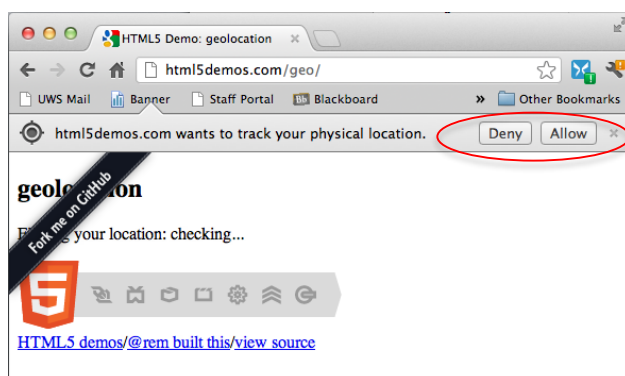 HTML5 Demo: geolocation
html5demos.com/geo/
UWS Mail Banner Staff Portal Bb Blackboard » Other Bookmarks
html5demos.com wants to track your physical location. Deny Allow
geolocation
Fork me on GitHub
your location: checking...
5
HTML5 demos/@rem built this/view source